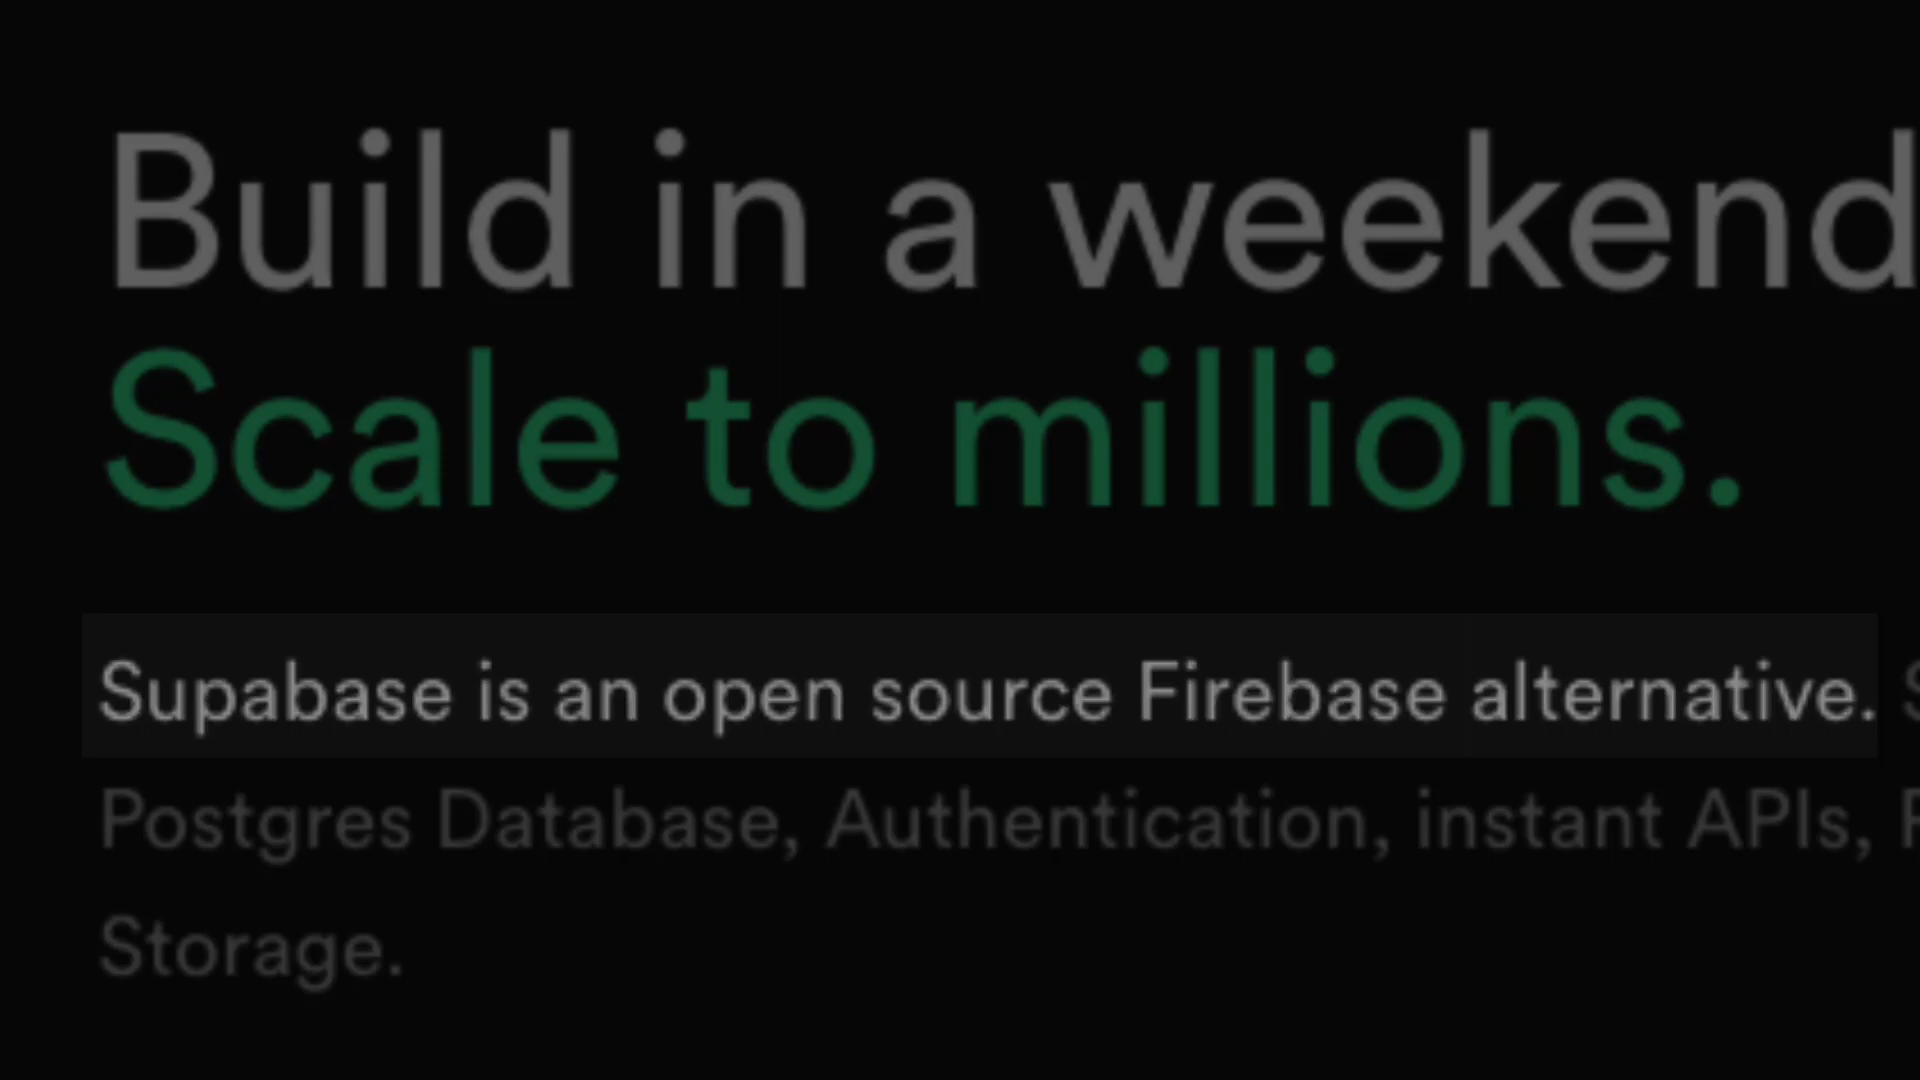 Build in a weekend
Scale to millions.
Supabase is an open source Firebase alternative.
Postgres Database, Authentication, instant APIs,
Storage.